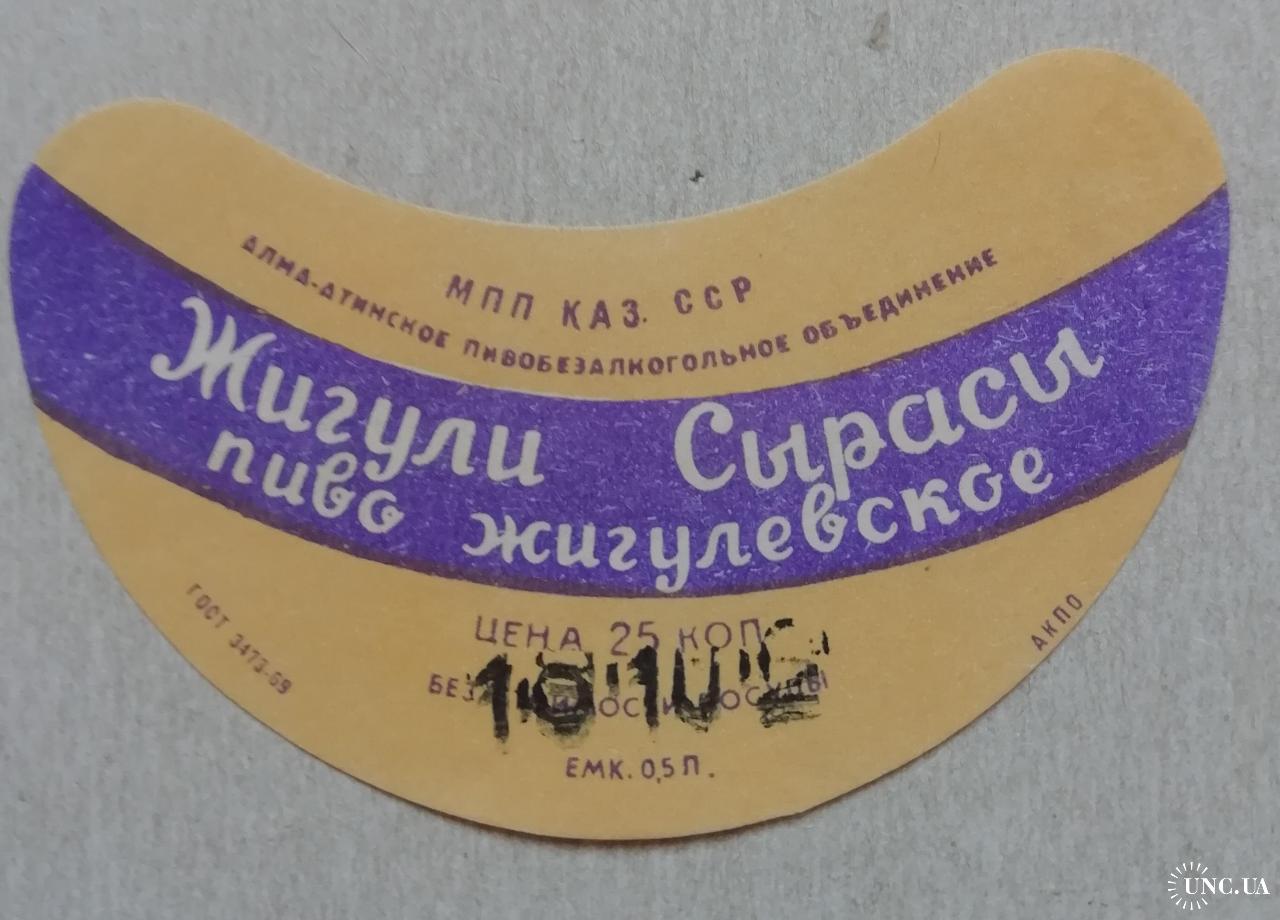 МПП КАЗ. ССР
АЛМА-АТИНСКОЕ ПИВОБЕЗАЛКОГОЛЬНОЕ ОБЪЕДИНЕНИЕ
Жигули Сырасы
пиво жигулевское
ГОСТ 3473-69
АКПО
ЦЕНА 25 КОП
ЕМК. 0,5 Л.
UNC.UA